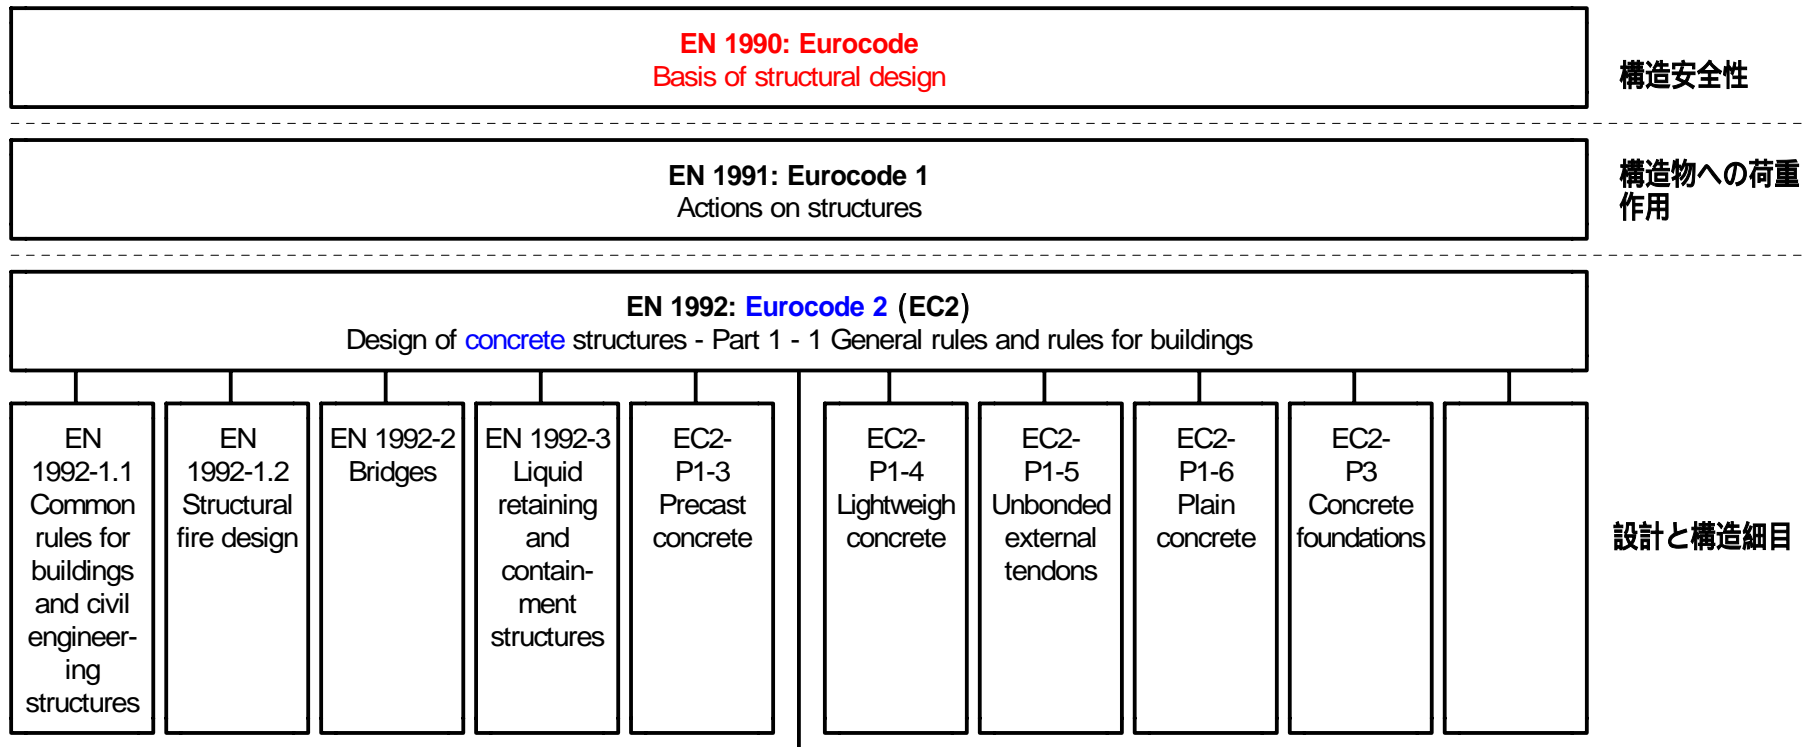 EN 1990: Eurocode
Basis of structural design
構造安全性
EN 1991: Eurocode 1
Actions on structures
構造物への荷重
作用
EN 1992: Eurocode 2 (EC2)
Design of concrete structures - Part 1 - 1 General rules and rules for buildings
EN
1992-1.1
Common
rules for
buildings
and civil
engineer-
ing
structures
EN
1992-1.2
Structural
fire design
EN 1992-2
Bridges
EN 1992-3
Liquid
retaining
and
contain-
ment
structures
EC2-
P1-3
Precast
concrete
EC2-
P1-4
Lightweigh
concrete
EC2-
P1-5
Unbonded
external
tendons
EC2-
P1-6
Plain
concrete
EC2-
P3
Concrete
foundations
設計と構造細目